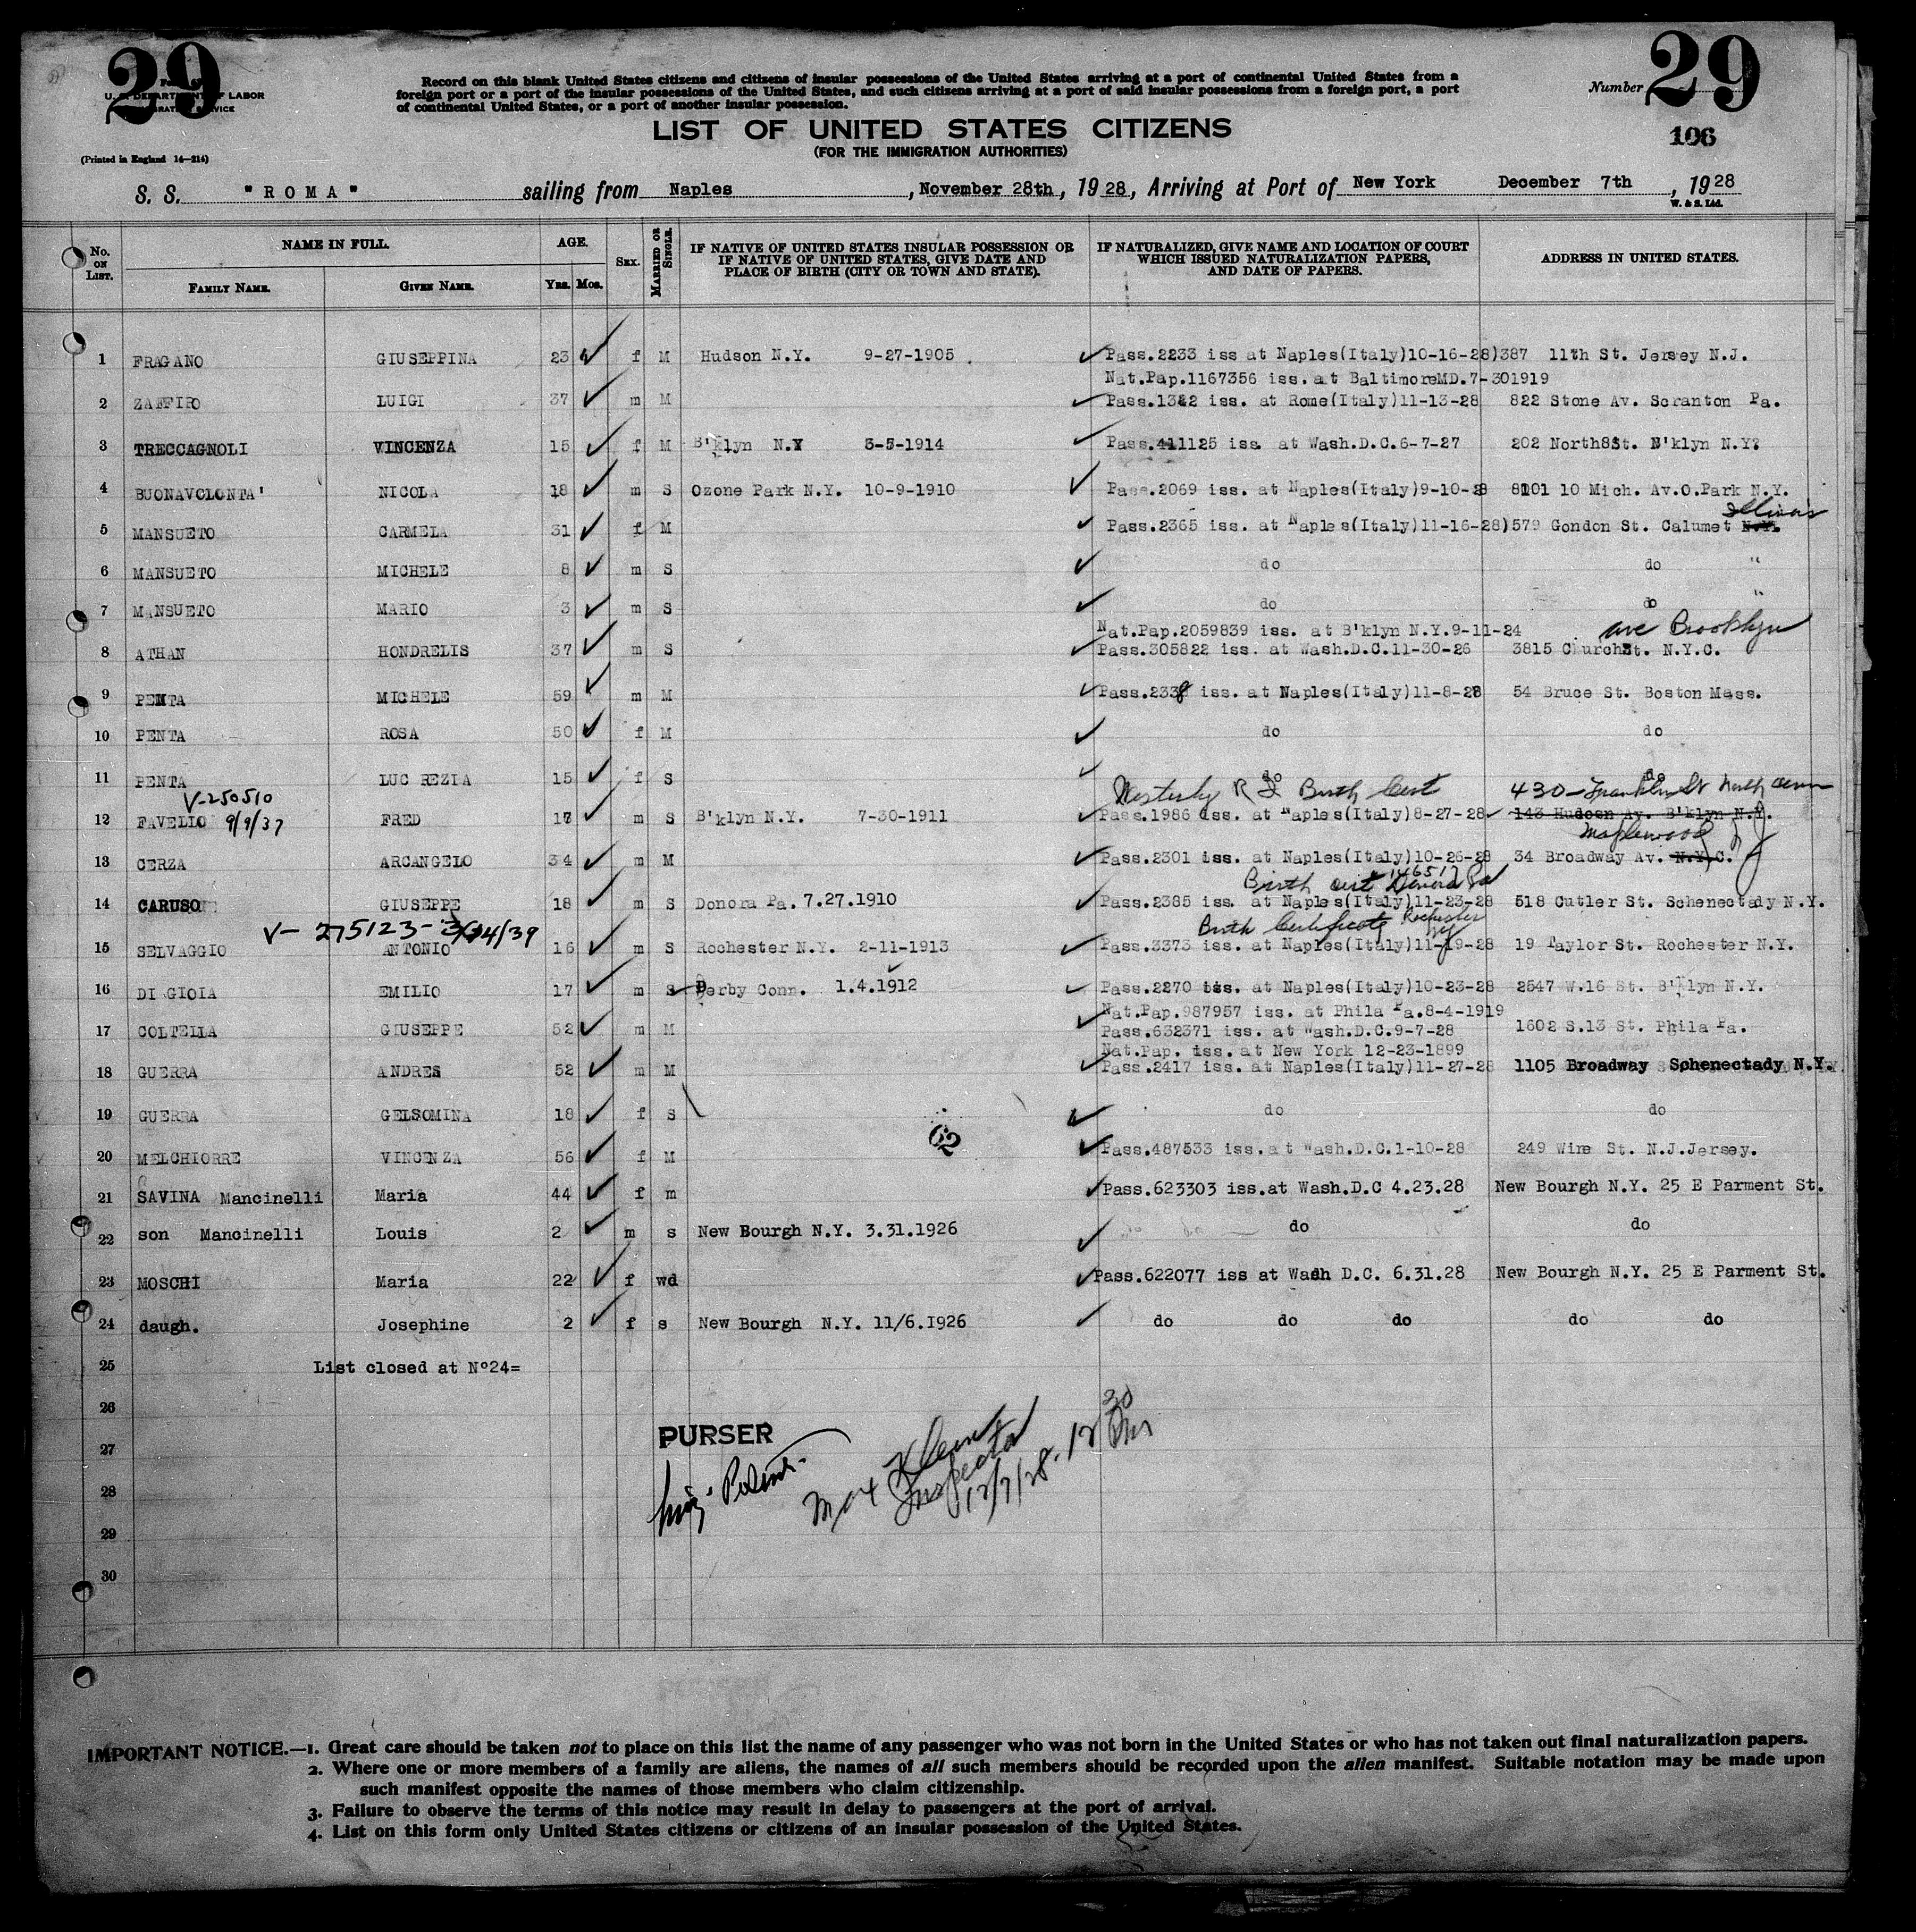 29
29
U. S. DEPARTMENT OF LABOR
IMMIGRATION SERVICE
(Printed in England 14—214)
Record on this blank United States citizens and citizens of insular possessions of the United States arriving at a port of continental United States from a
foreign port or a port of the insular possessions of the United States, and such citizens arriving at a port of said insular possessions from a foreign port, a port
of continental United States, or a port of another insular possession.
Number
106
LIST OF UNITED STATES CITIZENS
(FOR THE IMMIGRATION AUTHORITIES)
S. S. "ROMA" sailing from Naples, November 28th, 1928, Arriving at Port of New York December 7th, 1928
W. & S. Ltd.
No. ON LIST. NAME IN FULL. AGE. SEX. MARRIED OR SINGLE. IF NATIVE OF UNITED STATES INSULAR POSSESSION OR IF NATIVE OF UNITED STATES, GIVE DATE AND PLACE OF BIRTH (CITY OR TOWN AND STATE). IF NATURALIZED, GIVE NAME AND LOCATION OF COURT WHICH ISSUED NATURALIZATION PAPERS, AND DATE OF PAPERS. ADDRESS IN UNITED STATES.
FAMILY NAME. GIVEN NAME. YRS. MOS.
1 FRAGANO GIUSEPPINA 23 f M Hudson N.Y. 9-27-1905 Pass.2233 iss at Naples(Italy)10-16-28)387 11th St. Jersey N.J.
Nat.Pap.1167356 iss. at BaltimoreMD.7-301919
2 ZAFFIRO LUIGI 37 m M Pass.1342 iss. at Rome(Italy)11-13-28 822 Stone Av. Scranton Pa.
3 TRECCAGNOLI VINCENZA 15 f M B'klyn N.Y 3-5-1914 Pass.411125 iss. at Wash.D.C.6-7-27 202 North8St. B'klyn N.Y.
4 BUONAVOLONTA' NICOLA 18 m S Ozone Park N.Y. 10-9-1910 Pass.2069 iss. at Naples(Italy)9-10-28 8101 10 Mich. Av.O.Park N.Y.
Illinois
5 MANSUETO CARMELA 31 f M Pass.2365 iss. at Naples(Italy)11-16-28)579 Gondon St. Calumet N.Y.
6 MANSUETO MICHELE 8 m S do do "
7 MANSUETO MARIO 3 m S do do "
Nat.Pap.2059839 iss. at B'klyn N.Y.9-11-24 ave Brooklyn
8 ATHAN HONDRELIS 37 m S Pass.305822 iss. at Wash.D.C.11-30-26 3815 ChurchSt. N.Y.C.
9 PENTA MICHELE 59 m M Pass.2338 iss. at Naples(Italy)11-8-28 54 Bruce St. Boston Mass.
10 PENTA ROSA 50 f M do do
11 PENTA LUCREZIA 15 f S do do
V-250510 Westerly R I Birth Cert 430 - Franklin St North
12 FAVELIO 9/9/37 FRED 17 m S B'klyn N.Y. 7-30-1911 Pass.1986 iss. at Naples(Italy)8-27-28 143 Hudson Av. B'klyn N.Y.
Maplewood N J
13 CERZA ARCANGELO 34 m M Pass.2301 iss. at Naples(Italy)10-26-28 34 Broadway Av. N.Y.C.
Birth cert Donora Pa
14 CARUSO GIUSEPPE 18 m S Donora Pa. 7.27.1910 Pass.2385 iss. at Naples(Italy)11-23-28 518 Cutler St. Schenectady N.Y.
V- 275123- 3/24/39 Birth Certificate Rochester NY
15 SELVAGGIO ANTONIO 16 m S Rochester N.Y. 2-11-1913 Pass.3373 iss. at Naples(Italy)11-19-28 19 Taylor St. Rochester N.Y.
16 DI GIOIA EMILIO 17 m S Derby Conn. 1.4.1912 Pass.2270 iss. at Naples(Italy)10-23-28 2547 W.16 St. B'klyn N.Y.
Nat.Pap.987957 iss. at Phila Pa.8-4-1919
17 COLTELLA GIUSEPPE 52 m M Pass.632371 iss. at Wash.D.C.9-7-28 1602 S.13 St. Phila Pa.
Nat.Pap. iss. at New York 12-23-1899
18 GUERRA ANDRES 52 m M Pass.2417 iss. at Naples(Italy)11-27-28 1105 Broadway Schenectady N.Y.
19 GUERRA GELSOMINA 18 f S do do
62
20 MELCHIORRE VINCENZA 56 f M Pass.487533 iss.at Wash.D.C.1-10-28 249 Wine St. N.J.Jersey.
21 SAVINA Mancinelli Maria 44 f m Pass.623303 iss.at Wash.D.C 4.23.28 New Bourgh N.Y. 25 E Parment St.
22 son Mancinelli Louis 2 m s New Bourgh N.Y. 3.31.1926 do do
23 MOSCHI Maria 22 f wd Pass.622077 iss at Wash D.C. 6.31.28 New Bourgh N.Y. 25 E Parment St.
24 daugh. Josephine 2 f s New Bourgh N.Y. 11/6.1926 do do do do do
25 List closed at N°24=
26
27 PURSER
28 Max Klein
29 Inspector
30 12/7/28. 12 30 Pm
IMPORTANT NOTICE.—1. Great care should be taken not to place on this list the name of any passenger who was not born in the United States or who has not taken out final naturalization papers.
2. Where one or more members of a family are aliens, the names of all such members should be recorded upon the alien manifest. Suitable notation may be made upon
such manifest opposite the names of those members who claim citizenship.
3. Failure to observe the terms of this notice may result in delay to passengers at the port of arrival.
4. List on this form only United States citizens or citizens of an insular possession of the United States.